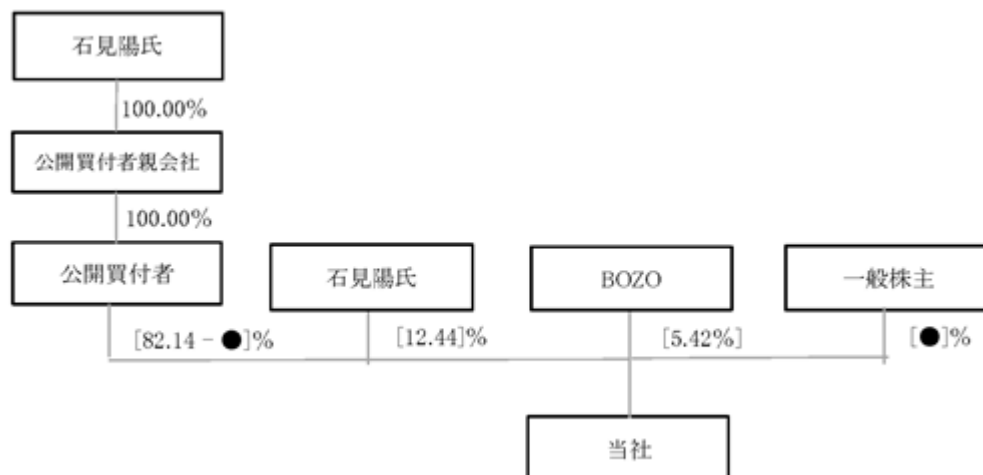 石見陽氏
100.00%
公開買付者親会社
100.00%
公開買付者
石見陽氏
BOZO
一般株主
[82.14 − ●]%
[12.44]%
[5.42%]
[●]%
当社